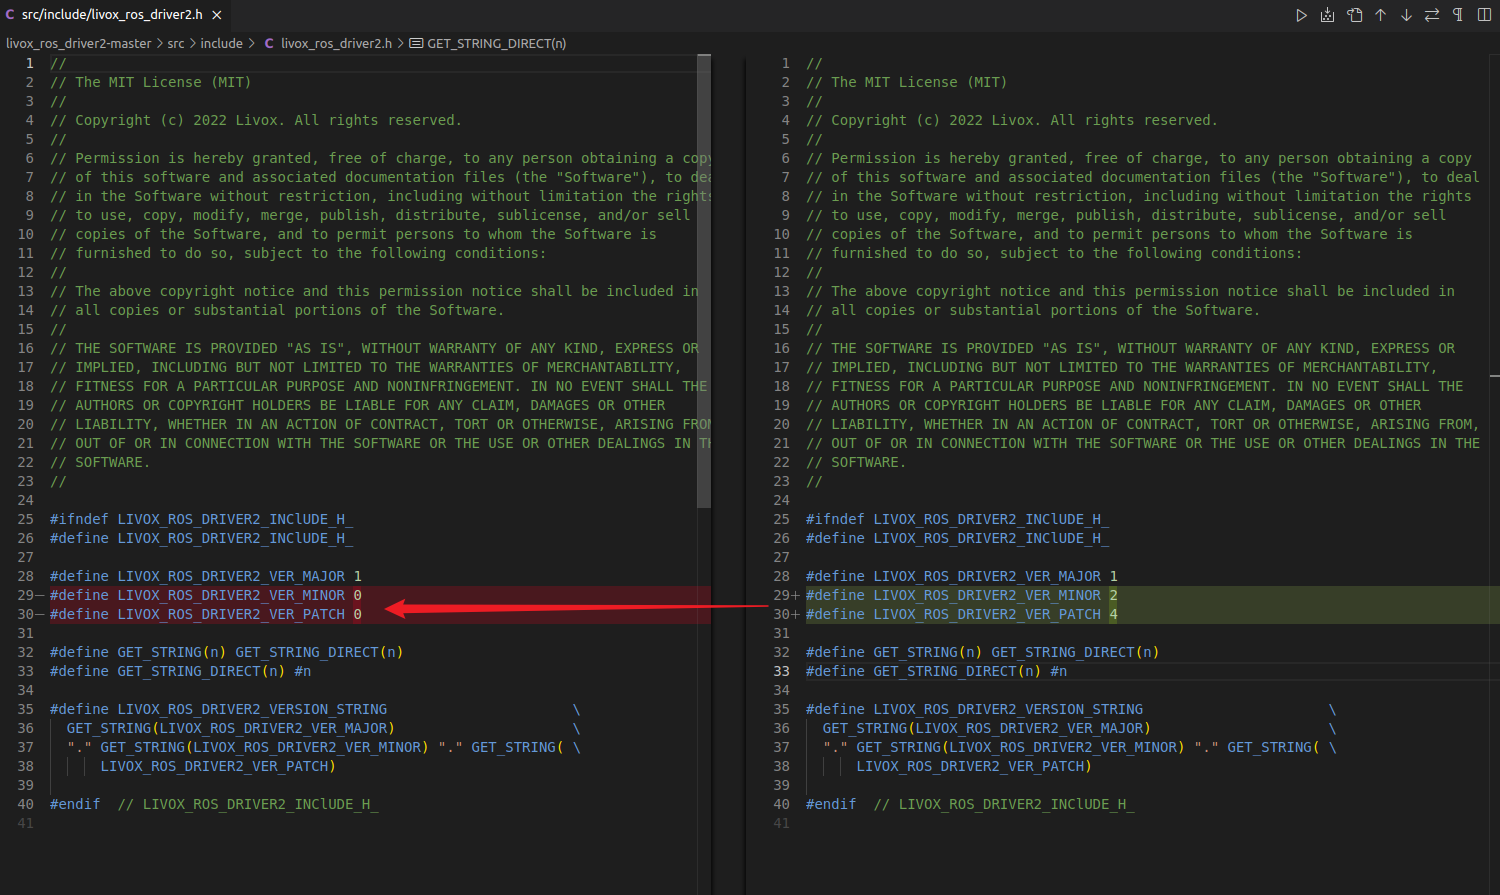 C src/include/livox_ros_driver2.h ×
livox_ros_driver2-master > src > include > C livox_ros_driver2.h > GET_STRING_DIRECT(n)
1 //
2 // The MIT License (MIT)
3 //
4 // Copyright (c) 2022 Livox. All rights reserved.
5 //
6 // Permission is hereby granted, free of charge, to any person obtaining a copy
7 // of this software and associated documentation files (the "Software"), to dea
8 // in the Software without restriction, including without limitation the rights
9 // to use, copy, modify, merge, publish, distribute, sublicense, and/or sell
10 // copies of the Software, and to permit persons to whom the Software is
11 // furnished to do so, subject to the following conditions:
12 //
13 // The above copyright notice and this permission notice shall be included in
14 // all copies or substantial portions of the Software.
15 //
16 // THE SOFTWARE IS PROVIDED "AS IS", WITHOUT WARRANTY OF ANY KIND, EXPRESS OR
17 // IMPLIED, INCLUDING BUT NOT LIMITED TO THE WARRANTIES OF MERCHANTABILITY,
18 // FITNESS FOR A PARTICULAR PURPOSE AND NONINFRINGEMENT. IN NO EVENT SHALL THE
19 // AUTHORS OR COPYRIGHT HOLDERS BE LIABLE FOR ANY CLAIM, DAMAGES OR OTHER
20 // LIABILITY, WHETHER IN AN ACTION OF CONTRACT, TORT OR OTHERWISE, ARISING FROM
21 // OUT OF OR IN CONNECTION WITH THE SOFTWARE OR THE USE OR OTHER DEALINGS IN TH
22 // SOFTWARE.
23 //
24
25 #ifndef LIVOX_ROS_DRIVER2_INClUDE_H_
26 #define LIVOX_ROS_DRIVER2_INClUDE_H_
27
28 #define LIVOX_ROS_DRIVER2_VER_MAJOR 1
29— #define LIVOX_ROS_DRIVER2_VER_MINOR 0
30— #define LIVOX_ROS_DRIVER2_VER_PATCH 0
31
32 #define GET_STRING(n) GET_STRING_DIRECT(n)
33 #define GET_STRING_DIRECT(n) #n
34
35 #define LIVOX_ROS_DRIVER2_VERSION_STRING \
36 GET_STRING(LIVOX_ROS_DRIVER2_VER_MAJOR) \
37 "." GET_STRING(LIVOX_ROS_DRIVER2_VER_MINOR) "." GET_STRING( \
38 LIVOX_ROS_DRIVER2_VER_PATCH)
39
40 #endif // LIVOX_ROS_DRIVER2_INClUDE_H_
41
1 //
2 // The MIT License (MIT)
3 //
4 // Copyright (c) 2022 Livox. All rights reserved.
5 //
6 // Permission is hereby granted, free of charge, to any person obtaining a copy
7 // of this software and associated documentation files (the "Software"), to deal
8 // in the Software without restriction, including without limitation the rights
9 // to use, copy, modify, merge, publish, distribute, sublicense, and/or sell
10 // copies of the Software, and to permit persons to whom the Software is
11 // furnished to do so, subject to the following conditions:
12 //
13 // The above copyright notice and this permission notice shall be included in
14 // all copies or substantial portions of the Software.
15 //
16 // THE SOFTWARE IS PROVIDED "AS IS", WITHOUT WARRANTY OF ANY KIND, EXPRESS OR
17 // IMPLIED, INCLUDING BUT NOT LIMITED TO THE WARRANTIES OF MERCHANTABILITY,
18 // FITNESS FOR A PARTICULAR PURPOSE AND NONINFRINGEMENT. IN NO EVENT SHALL THE
19 // AUTHORS OR COPYRIGHT HOLDERS BE LIABLE FOR ANY CLAIM, DAMAGES OR OTHER
20 // LIABILITY, WHETHER IN AN ACTION OF CONTRACT, TORT OR OTHERWISE, ARISING FROM,
21 // OUT OF OR IN CONNECTION WITH THE SOFTWARE OR THE USE OR OTHER DEALINGS IN THE
22 // SOFTWARE.
23 //
24
25 #ifndef LIVOX_ROS_DRIVER2_INClUDE_H_
26 #define LIVOX_ROS_DRIVER2_INClUDE_H_
27
28 #define LIVOX_ROS_DRIVER2_VER_MAJOR 1
29+ #define LIVOX_ROS_DRIVER2_VER_MINOR 2
30+ #define LIVOX_ROS_DRIVER2_VER_PATCH 4
31
32 #define GET_STRING(n) GET_STRING_DIRECT(n)
33 #define GET_STRING_DIRECT(n) #n
34
35 #define LIVOX_ROS_DRIVER2_VERSION_STRING \
36 GET_STRING(LIVOX_ROS_DRIVER2_VER_MAJOR) \
37 "." GET_STRING(LIVOX_ROS_DRIVER2_VER_MINOR) "." GET_STRING( \
38 LIVOX_ROS_DRIVER2_VER_PATCH)
39
40 #endif // LIVOX_ROS_DRIVER2_INClUDE_H_
41